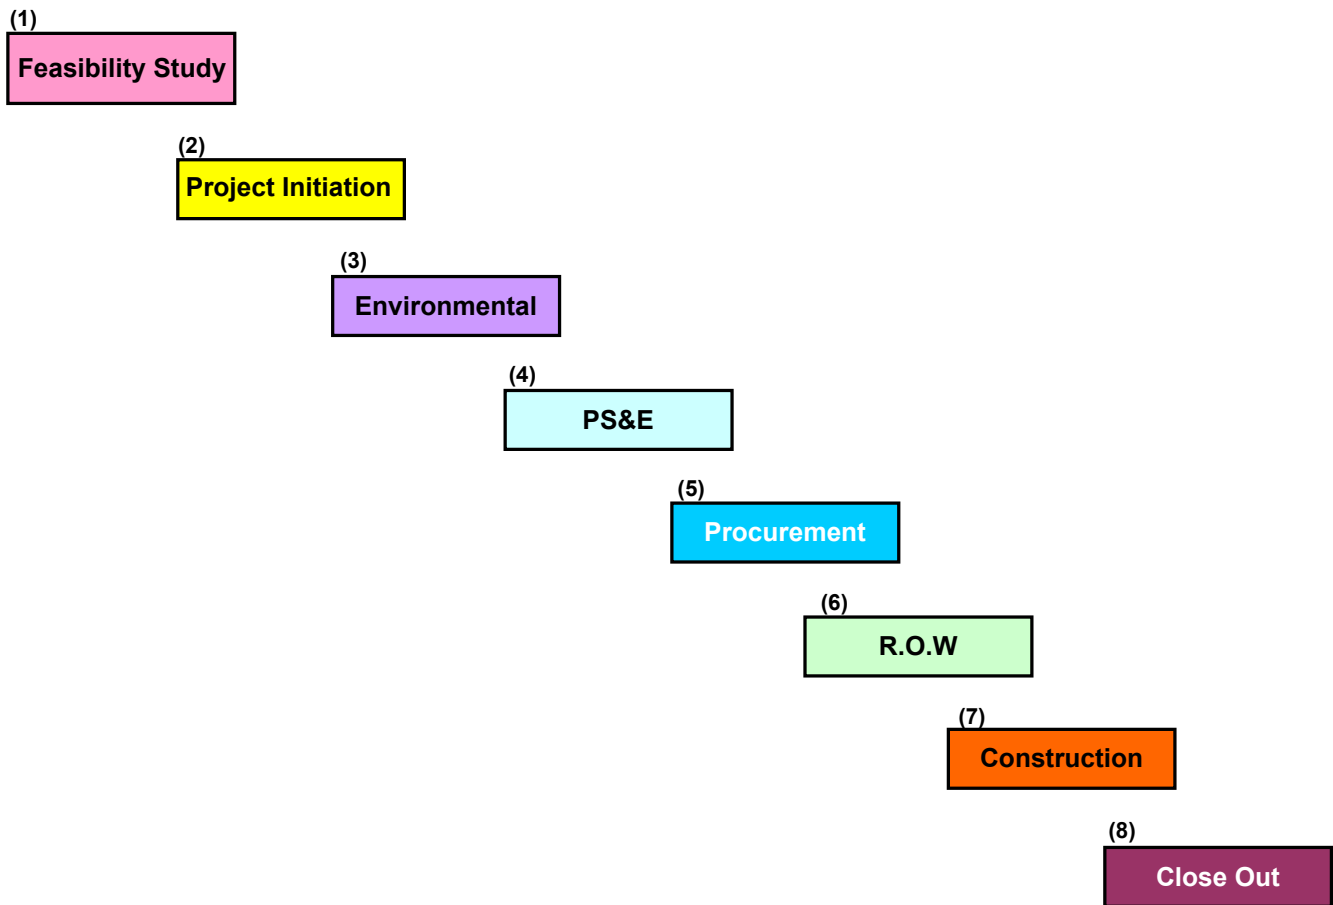 (1)
Feasibility Study
(2)
Project Initiation
(3)
Environmental
(4)
PS&E
(5)
Procurement
(6)
R.O.W
(7)
Construction
(8)
Close Out